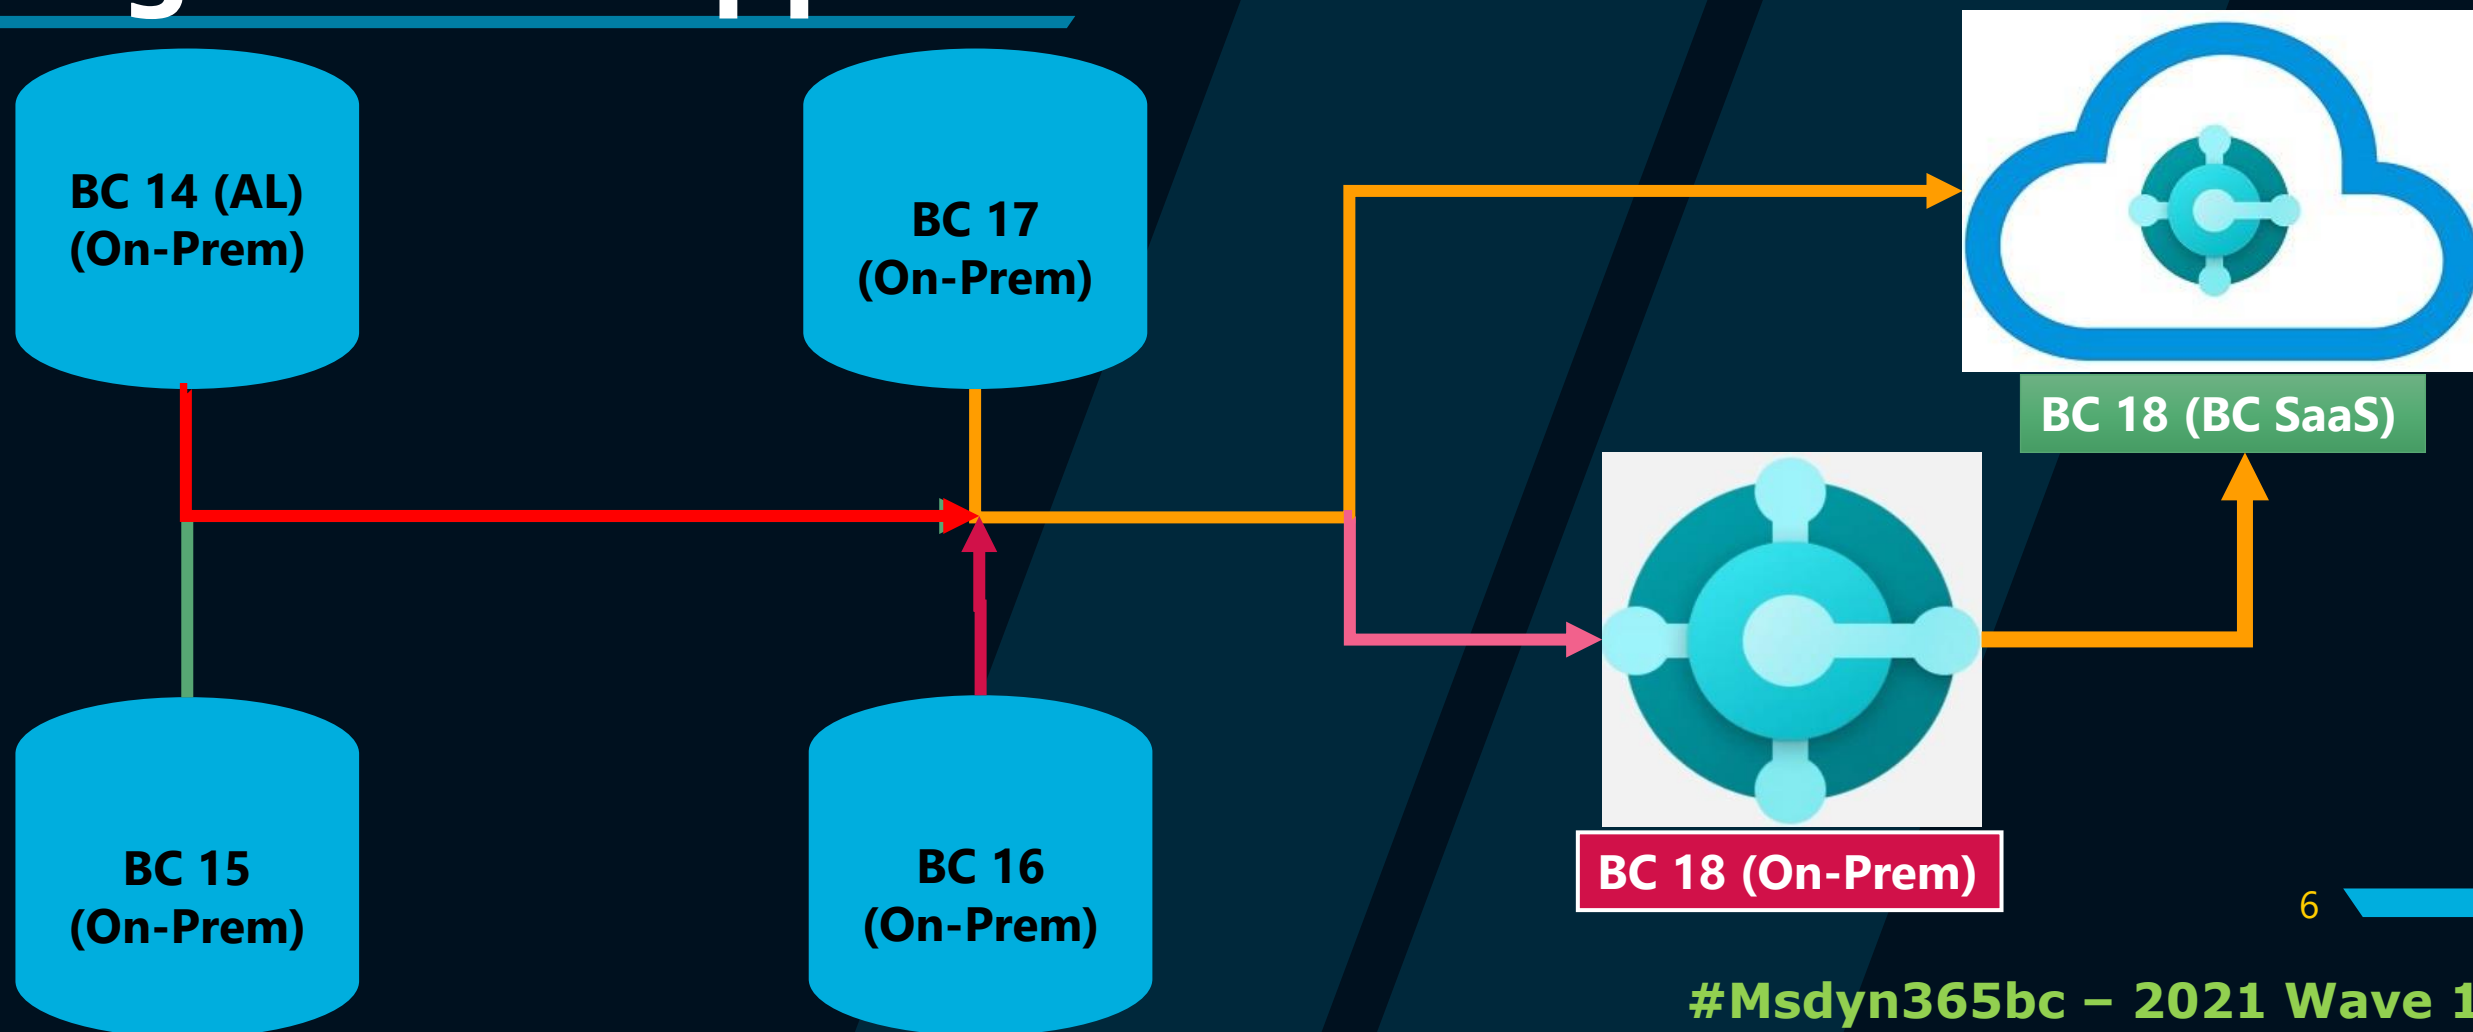 BC 14 (AL)
(On-Prem)
BC 17
(On-Prem)
BC 18 (BC SaaS)
BC 15
(On-Prem)
BC 16
(On-Prem)
BC 18 (On-Prem)
6
#Msdyn365bc – 2021 Wave 1